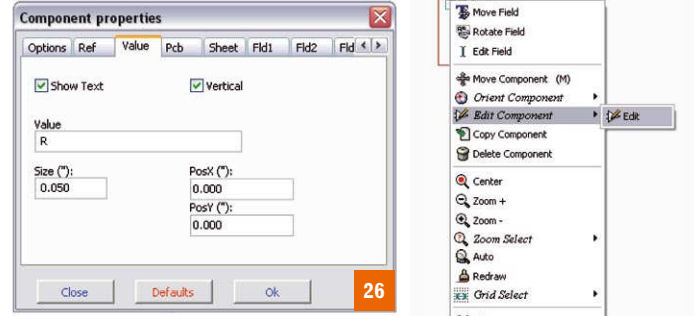 Component properties
Options Ref Value Pcb Sheet Fld1 Fld2 Fld
Show Text Vertical
Value
R
Size ("): PosX ("):
0.050 0.000
PosY ("):
0.000
Close Defaults Ok
26
Move Field
Rotate Field
Edit Field
Move Component (M)
Orient Component
Edit Component
Edit
Copy Component
Delete Component
Center
Zoom +
Zoom -
Zoom Select
Auto
Redraw
Grid Select